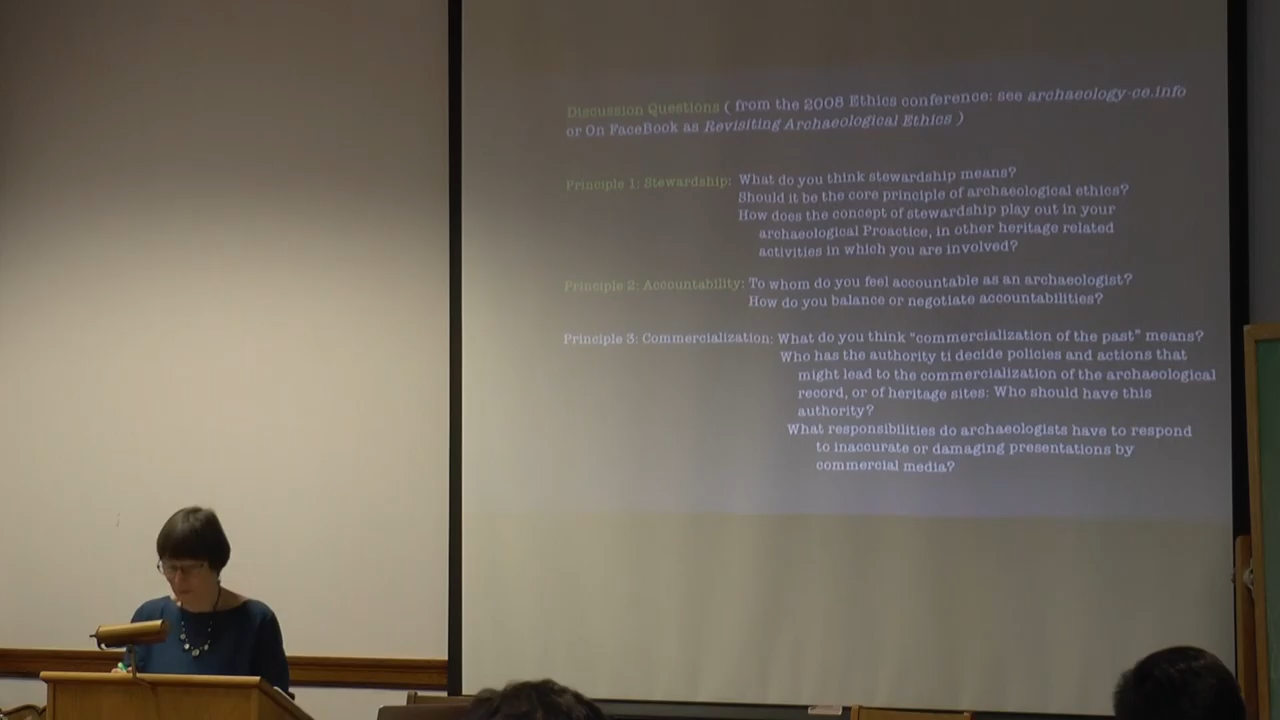 Discussion Questions ( from the 2008 Ethics conference: see archaeology-ce.info
or On FaceBook as Revisiting Archaeological Ethics )
Principle 1: Stewardship: What do you think stewardship means?
Should it be the core principle of archaeological ethics?
How does the concept of stewardship play out in your
archaeological Proactice, in other heritage related
activities in which you are involved?
Principle 2: Accountability: To whom do you feel accountable as an archaeologist?
How do you balance or negotiate accountabilities?
Principle 3: Commercialization: What do you think “commercialization of the past” means?
Who has the authority ti decide policies and actions that
might lead to the commercialization of the archaeological
record, or of heritage sites: Who should have this
authority?
What responsibilities do archaeologists have to respond
to inaccurate or damaging presentations by
commercial media?